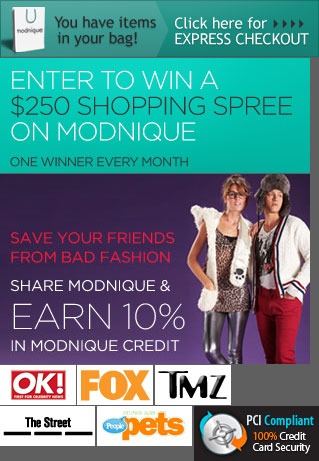 modnique
You have items
in your bag!
Click here for
EXPRESS CHECKOUT
ENTER TO WIN A
$250 SHOPPING SPREE
ON MODNIQUE
ONE WINNER EVERY MONTH
SAVE YOUR FRIENDS
FROM BAD FASHION
SHARE MODNIQUE &
EARN 10%
IN MODNIQUE CREDIT
OK!
FIRST FOR CELEBRITY NEWS
FOX
TMZ
The Street
People
pets
PCI Compliant
100% Credit
Card Security